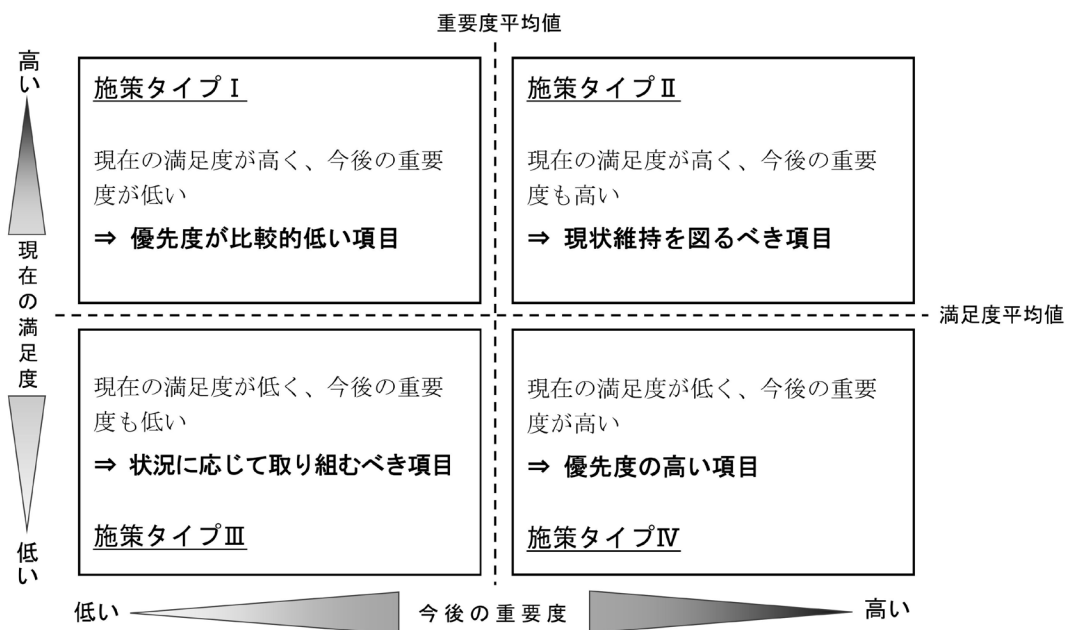 重要度平均値
高い
現在の満足度
低い
施策タイプⅠ
現在の満足度が高く、今後の重要
度が低い
⇒ 優先度が比較的低い項目
施策タイプⅡ
現在の満足度が高く、今後の重要
度も高い
⇒ 現状維持を図るべき項目
満足度平均値
現在の満足度が低く、今後の重要
度も低い
⇒ 状況に応じて取り組むべき項目
施策タイプⅢ
現在の満足度が低く、今後の重要
度が高い
⇒ 優先度の高い項目
施策タイプⅣ
低い
今後の重要度
高い